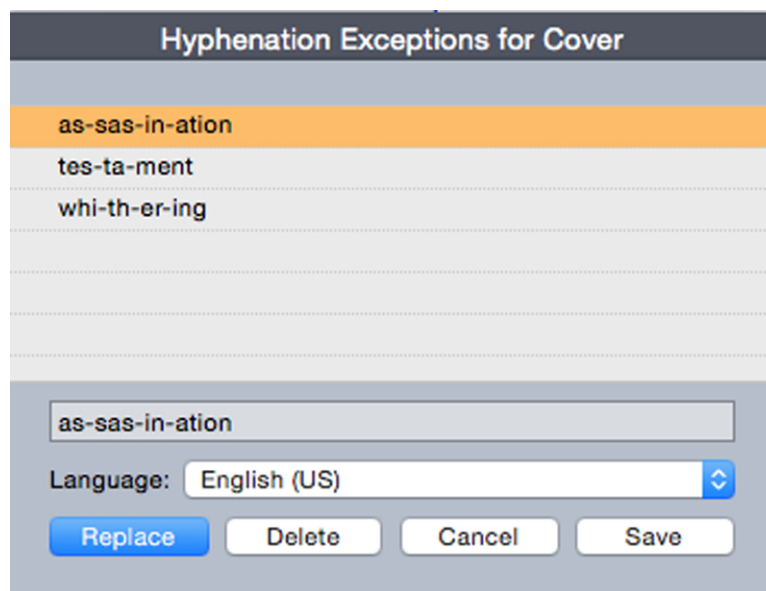 Hyphenation Exceptions for Cover
as-sas-in-ation
tes-ta-ment
whi-th-er-ing
as-sas-in-ation
Language: English (US)
Replace Delete Cancel Save